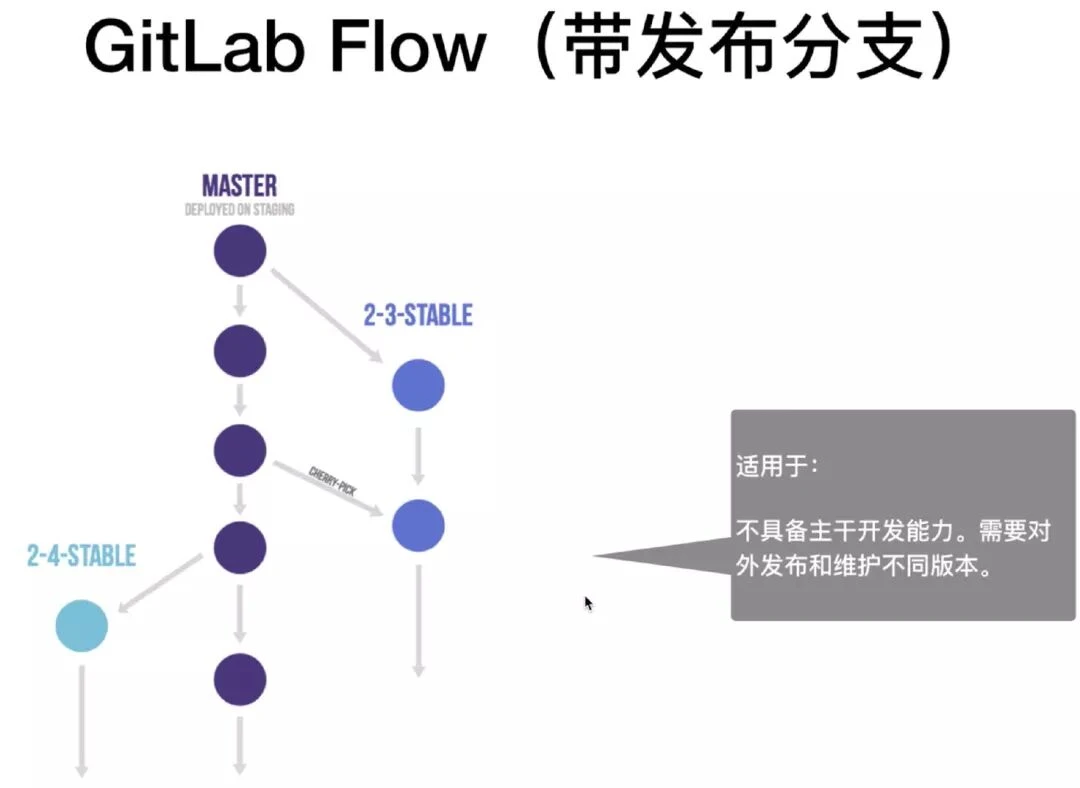 GitLab Flow（带发布分支）
MASTER
DEPLOYED ON STAGING
2-3-STABLE
CHERRY-PICK
2-4-STABLE
适用于：
不具备主干开发能力。需要对
外发布和维护不同版本。